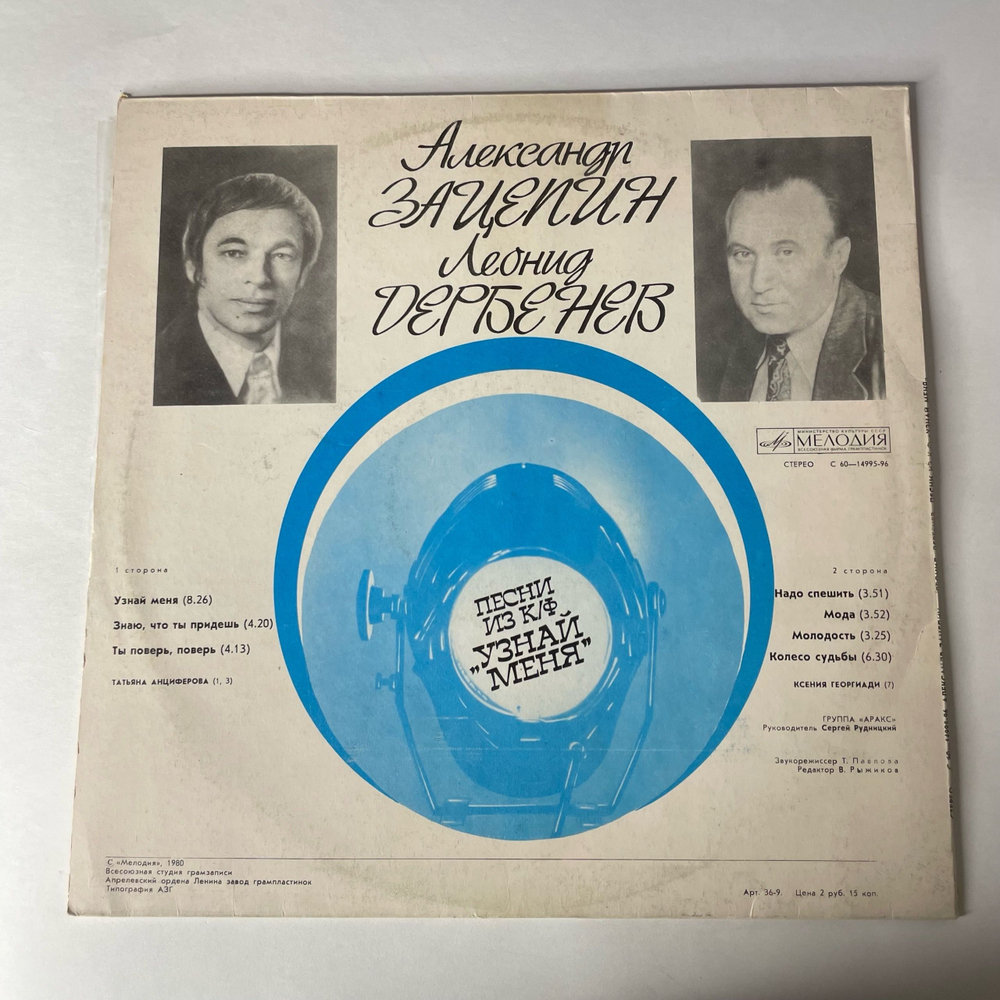 Александр
ЗАЦЕПИН
Леонид
ДЕРБЕНЕВ
МИНИСТЕРСТВО КУЛЬТУРЫ СССР
МЕЛОДИЯ
ВСЕСОЮЗНАЯ ФИРМА ГРАМПЛАСТИНОК
СТЕРЕО С 60—14995-96
ПЕСНИ
ИЗ К/Ф
„УЗНАЙ
МЕНЯ"
1 сторона
Узнай меня (8.26)
Знаю, что ты придешь (4.20)
Ты поверь, поверь (4.13)
ТАТЬЯНА АНЦИФЕРОВА (1, 3)
2 сторона
Надо спешить (3.51)
Мода (3.52)
Молодость (3.25)
Колесо судьбы (6.30)
КСЕНИЯ ГЕОРГИАДИ (7)
ГРУППА «АРАКС»
Руководитель Сергей Рудницкий
Звукорежиссер Т. Павлова
Редактор В. Рыжиков
С «Мелодия», 1980
Всесоюзная студия грамзаписи
Апрелевский ордена Ленина завод грампластинок
Типография АЗГ
Арт. 36-9. Цена 2 руб. 15 коп.